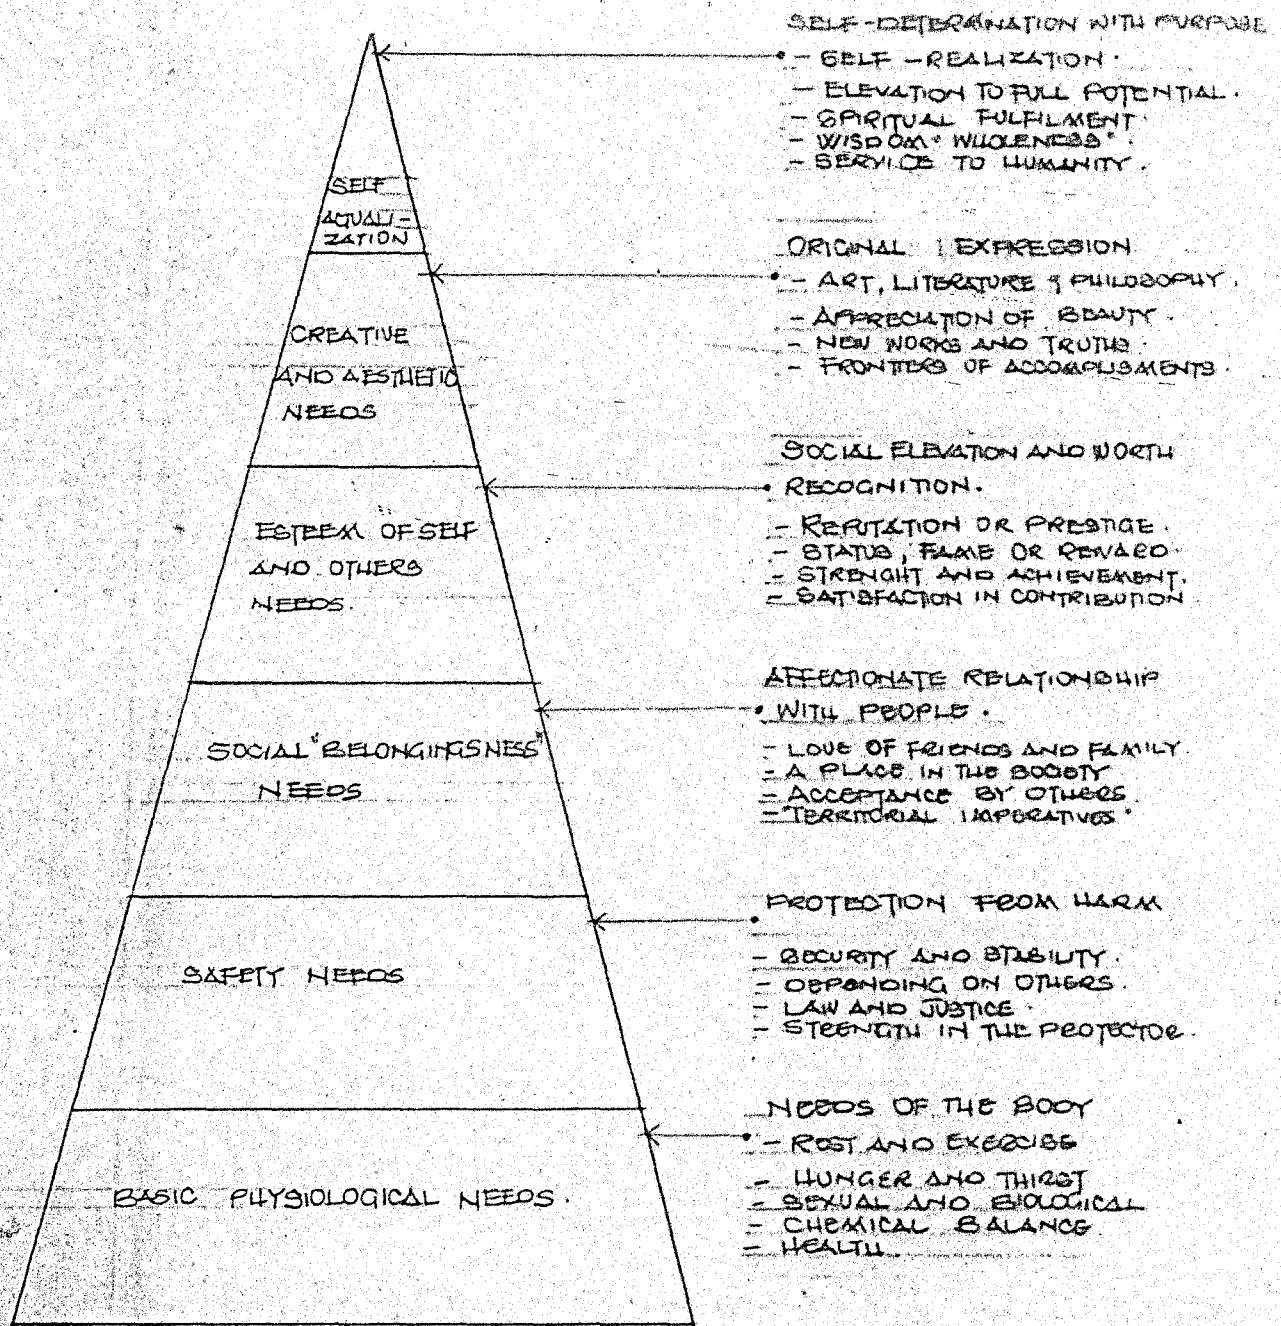 SELF-DETERMINATION WITH PURPOSE
- SELF-REALIZATION.
- ELEVATION TO FULL POTENTIAL.
- SPIRITUAL FULFILMENT.
- WISDOM "WHOLENESS".
- SERVICE TO HUMANITY.
SELF
AQUALI-
ZATION
ORIGINAL EXPRESSION
- ART, LITERATURE & PHILOSOPHY.
- APPRECIATION OF BEAUTY.
- NEW WORKS AND TRUTHS.
- FRONTIERS OF ACCOMPLISMENTS.
CREATIVE
AND AESTHETIC
NEEDS
SOCIAL ELEVATION AND WORTH
RECOGNITION.
- REPUTATION OR PRESTIGE.
- STATUS, FAME OR REWARD.
- STRENGHT AND ACHIEVEMENT.
- SATISFACTION IN CONTRIBUTION
ESTEEM OF SELF
AND OTHERS
NEEDS.
AFFECTIONATE RELATIONSHIP
WITH PEOPLE.
- LOVE OF FRIENDS AND FAMILY.
- A PLACE IN THE SOCIETY
- ACCEPTANCE BY OTHERS
- "TERRITORIAL IMPERATIVES"
SOCIAL "BELONGINGSNESS"
NEEDS
PROTECTION FROM HARM
- SECURITY AND STABILITY.
- DEPENDING ON OTHERS.
- LAW AND JUSTICE.
- STRENGTH IN THE PROTECTOR.
SAFETY NEEDS
NEEDS OF THE BODY
- REST AND EXERCISE
- HUNGER AND THIRST
- SEXUAL AND BIOLOGICAL
- CHEMICAL BALANCE
- HEALTH.
BASIC PHYSIOLOGICAL NEEDS.